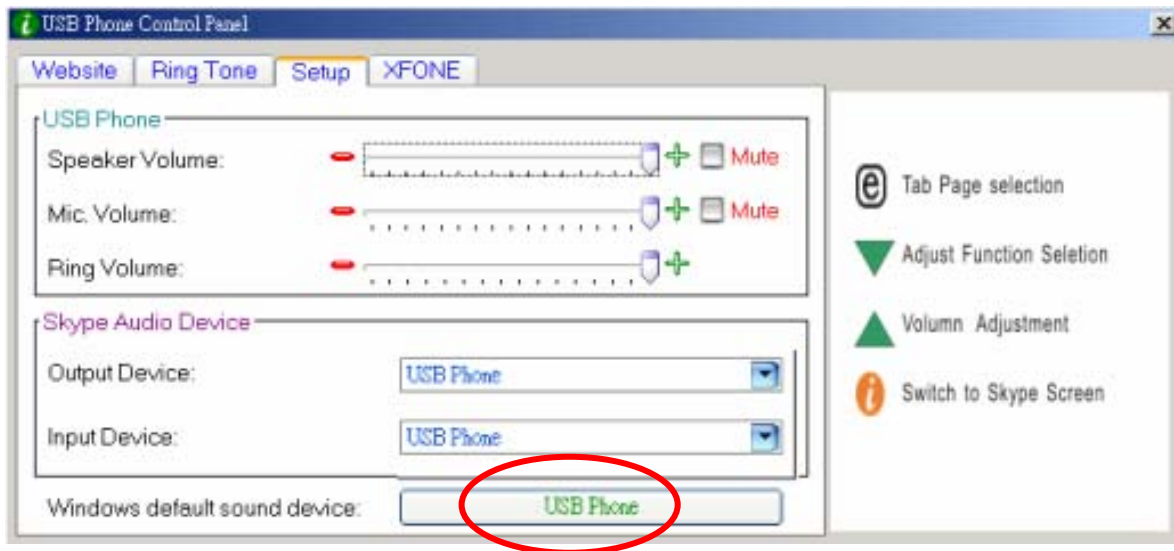 USB Phone Control Panel
Website Ring Tone Setup XFONE
USB Phone
Speaker Volume: Mute
Mic. Volume: Mute
Ring Volume:
Skype Audio Device
Output Device: USB Phone
Input Device: USB Phone
Windows default sound device: USB Phone
e Tab Page selection
Adjust Function Seletion
Volumn Adjustment
i Switch to Skype Screen